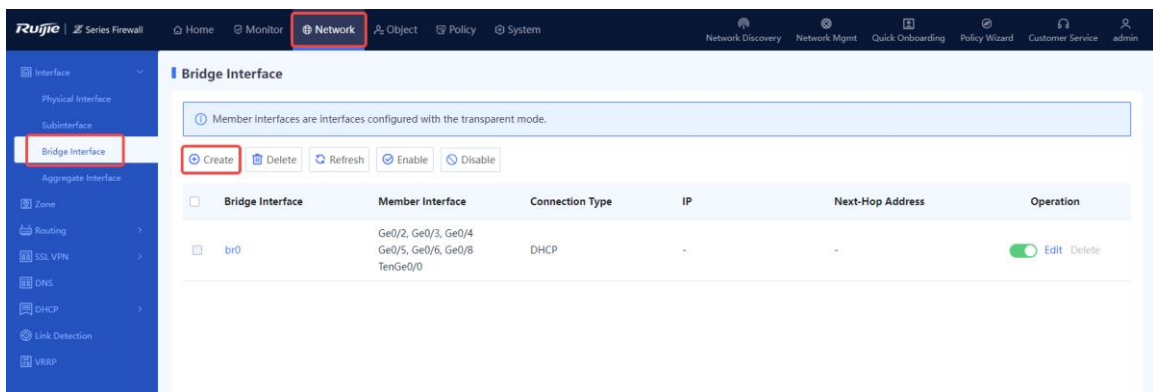 Ruijie | Z Series Firewall
Home
Monitor
Network
Object
Policy
System
Network Discovery
Network Mgmt
Quick Onboarding
Policy Wizard
Customer Service
admin
Interface
Physical Interface
Subinterface
Bridge Interface
Aggregate Interface
Zone
Routing
SSL VPN
DNS
DHCP
Link Detection
VRRP
Bridge Interface
Member interfaces are interfaces configured with the transparent mode.
Create
Delete
Refresh
Enable
Disable
Bridge Interface
Member Interface
Connection Type
IP
Next-Hop Address
Operation
br0
Ge0/2, Ge0/3, Ge0/4
Ge0/5, Ge0/6, Ge0/8
TenGe0/0
DHCP
-
-
Edit
Delete